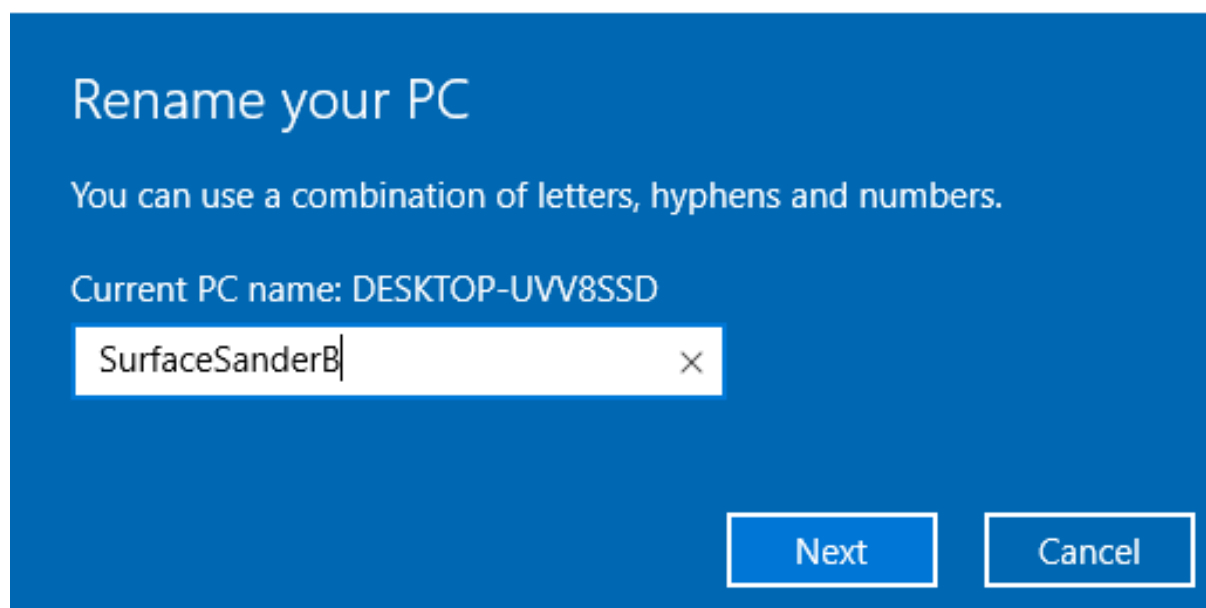 Rename your PC
You can use a combination of letters, hyphens and numbers.
Current PC name: DESKTOP-UVV8SSD
SurfaceSanderB
Next
Cancel